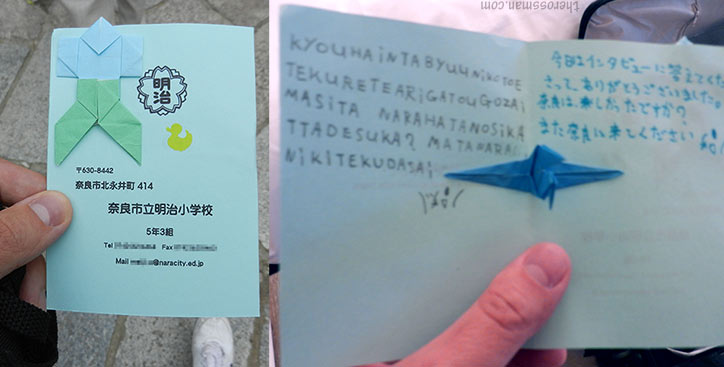 明治
〒630-8442
奈良市北永井町 414
奈良市立明治小学校
5年3組
Tel
Fax
Mail
@naracity.ed.jp
therossman.com
KYOUHAINTABYUUNIKOTOE
TEKURETEARIGATOUGOZAI
MASITA NARAHATANOSIKA
TTADESUKA? MATANARA
NIKITEKUDASAI
今日はインタビューに答えてくだ
さって、ありがとうございました。
奈良は、楽しかったですか?
また奈良に来てください